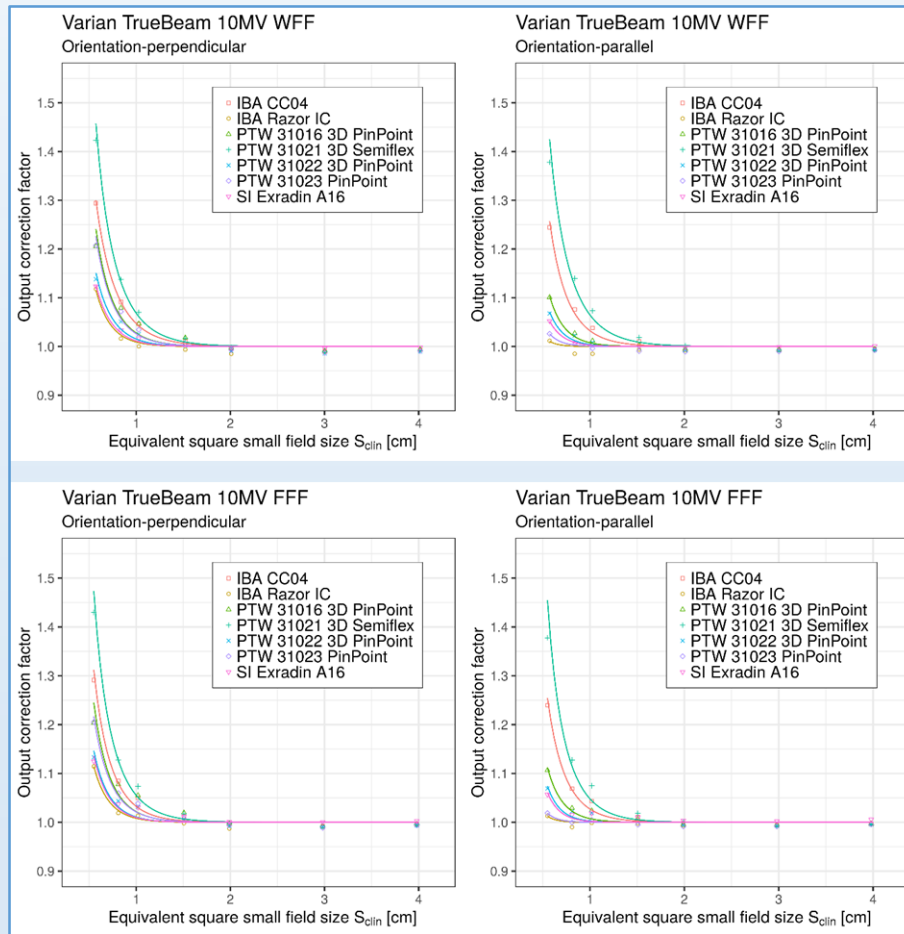 Varian TrueBeam 10MV WFF
Orientation-perpendicular
1.5
1.4
1.3
1.2
1.1
1.0
0.9
Output correction factor
IBA CC04
IBA Razor IC
PTW 31016 3D PinPoint
PTW 31021 3D Semiflex
PTW 31022 3D PinPoint
PTW 31023 PinPoint
SI Exradin A16
1 2 3 4
Equivalent square small field size Sclin [cm]
Varian TrueBeam 10MV WFF
Orientation-parallel
1.5
1.4
1.3
1.2
1.1
1.0
0.9
Output correction factor
IBA CC04
IBA Razor IC
PTW 31016 3D PinPoint
PTW 31021 3D Semiflex
PTW 31022 3D PinPoint
PTW 31023 PinPoint
SI Exradin A16
1 2 3 4
Equivalent square small field size Sclin [cm]
Varian TrueBeam 10MV FFF
Orientation-perpendicular
1.5
1.4
1.3
1.2
1.1
1.0
0.9
Output correction factor
IBA CC04
IBA Razor IC
PTW 31016 3D PinPoint
PTW 31021 3D Semiflex
PTW 31022 3D PinPoint
PTW 31023 PinPoint
SI Exradin A16
1 2 3 4
Equivalent square small field size Sclin [cm]
Varian TrueBeam 10MV FFF
Orientation-parallel
1.5
1.4
1.3
1.2
1.1
1.0
0.9
Output correction factor
IBA CC04
IBA Razor IC
PTW 31016 3D PinPoint
PTW 31021 3D Semiflex
PTW 31022 3D PinPoint
PTW 31023 PinPoint
SI Exradin A16
1 2 3 4
Equivalent square small field size Sclin [cm]